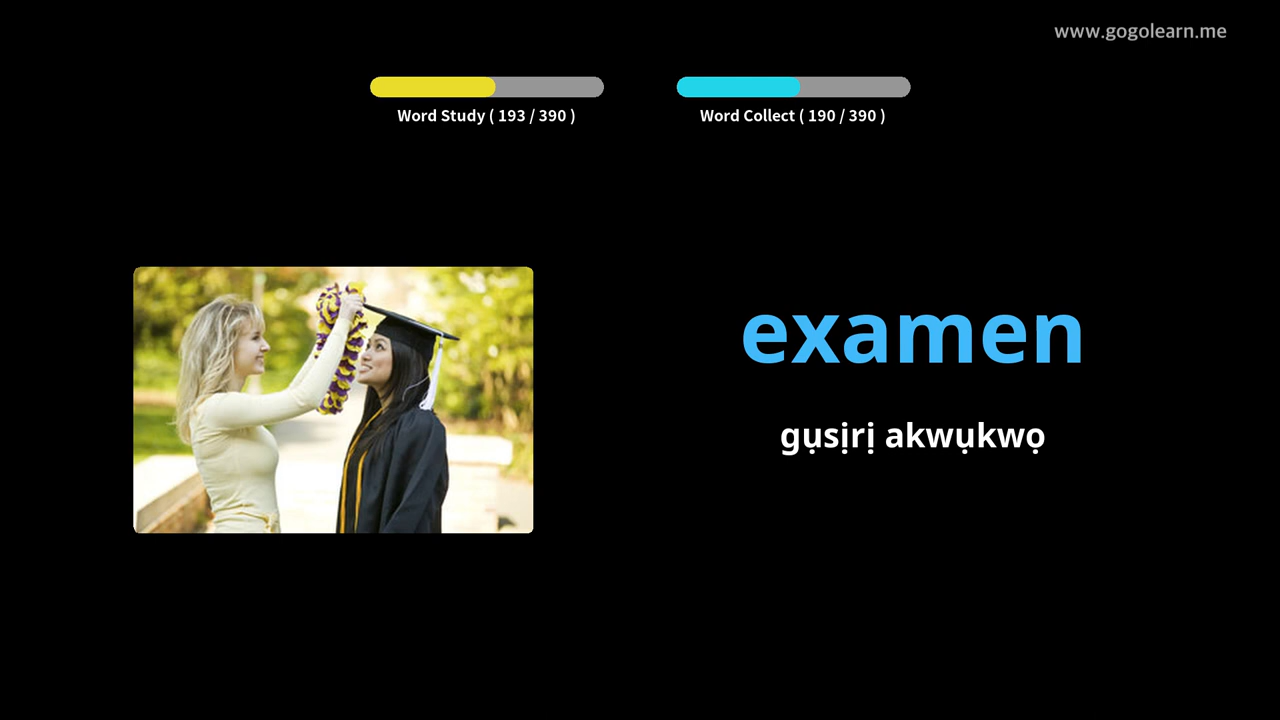 www.gogolearn.me
Word Study ( 193 / 390 )
Word Collect ( 190 / 390 )
examen
gụsịrị akwụkwọ